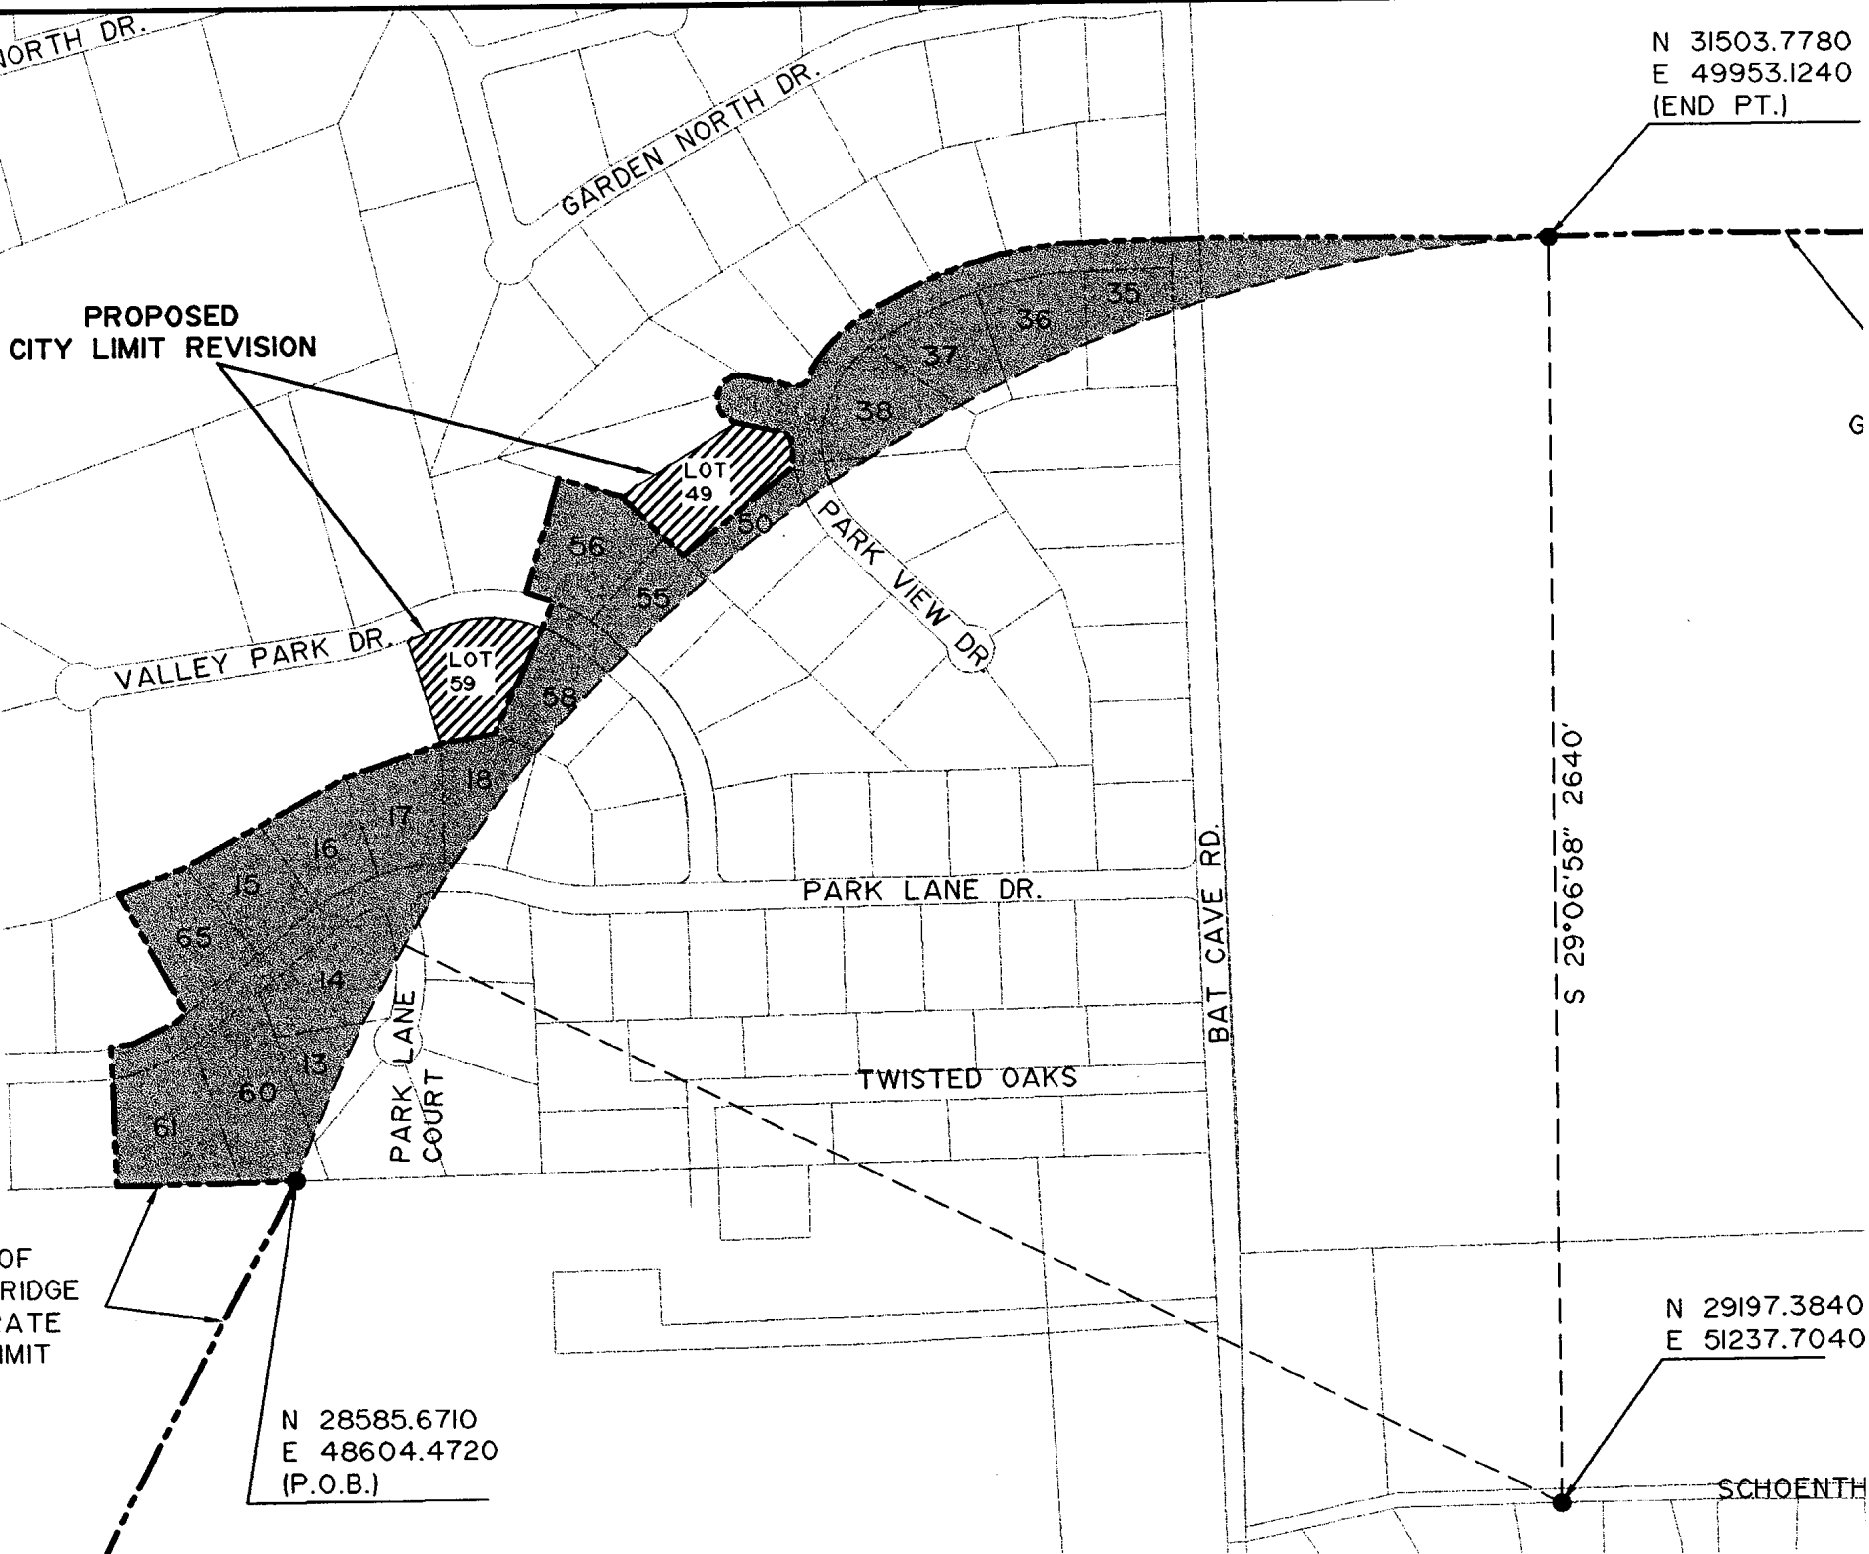 NORTH DR.
GARDEN NORTH DR.
N 31503.7780
E 49953.1240
(END PT.)
PROPOSED
CITY LIMIT REVISION
35
36
37
38
G
LOT
49
50
56
55
PARK VIEW DR.
VALLEY PARK DR.
LOT
59
58
18
17
16
15
65
14
13
60
61
PARK LANE DR.
BAT CAVE RD.
S 29°06'58" 2640'
PARK LANE
COURT
TWISTED OAKS
OF
RIDGE
RATE
IMIT
N 29197.3840
E 51237.7040
N 28585.6710
E 48604.4720
(P.O.B.)
SCHOENTH